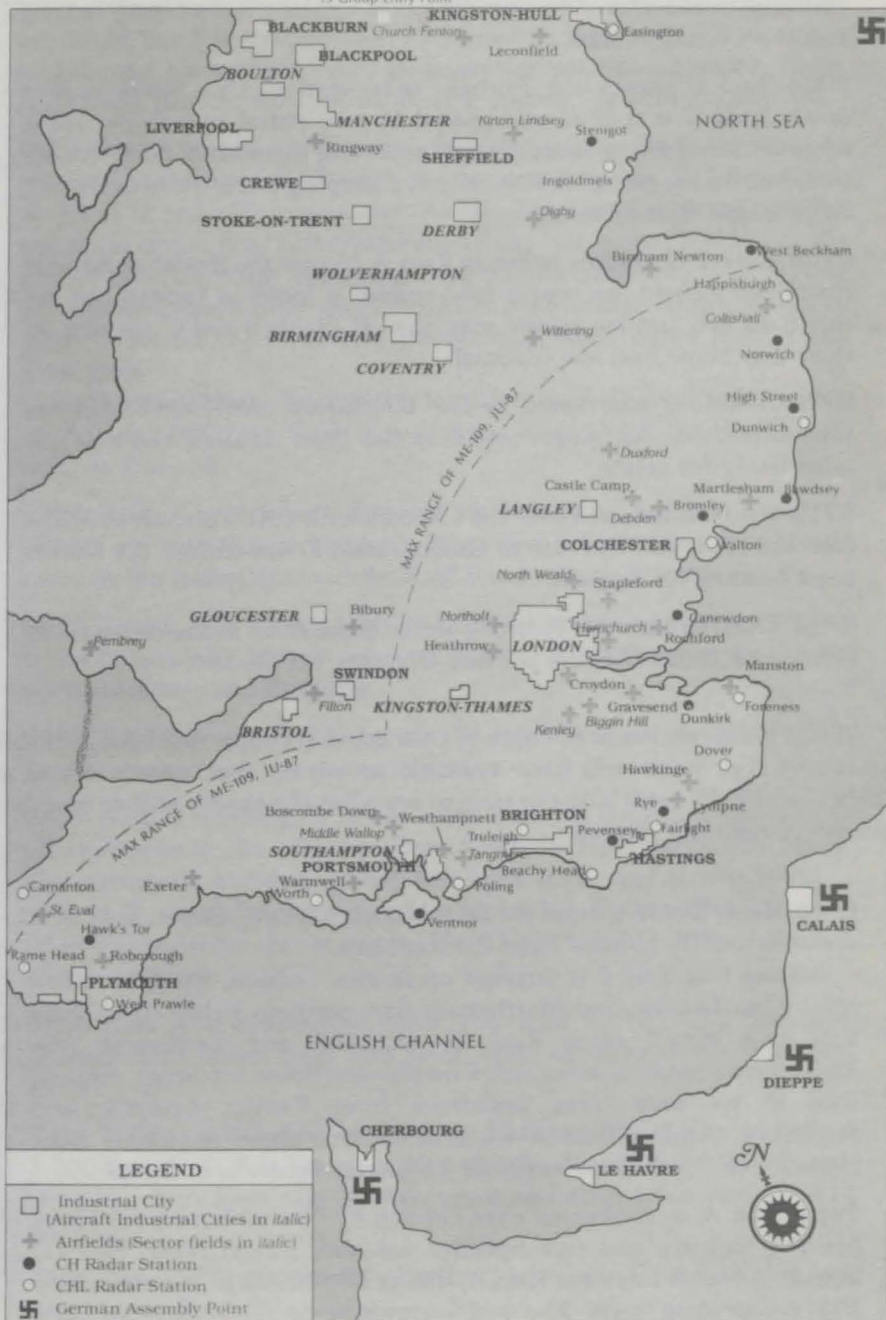 13 Group Entry Point
BLACKBURN
Church Fenton
KINGSTON-HULL
Easington
Leconfield
BLACKPOOL
BOULTON
MANCHESTER
Kirton Lindsey
NORTH SEA
LIVERPOOL
Ringway
Stenigot
SHEFFIELD
Ingoldmels
CREWE
STOKE-ON-TRENT
DERBY
Digby
West Beckham
Bircham Newton
WOLVERHAMPTON
Happisburgh
Coltishall
BIRMINGHAM
Wittering
Norwich
COVENTRY
High Street
Dunwich
MAX RANGE OF ME-109, JU-87
Duxford
Castle Camp
Martlesham
Bawdsey
LANGLEY
Debden
Bromley
COLCHESTER
Walton
North Weald
Stapleford
GLOUCESTER
Bibury
Northolt
Hornchurch
Canewdon
Pembrey
Heathrow
LONDON
Rochford
SWINDON
Croydon
Manston
Filton
KINGSTON-THAMES
Gravesend
Foreness
BRISTOL
Kenley
Biggin Hill
Dunkirk
Dover
MAX RANGE OF ME-109, JU-87
Hawkinge
Boscombe Down
Westhampnett
BRIGHTON
Rye
Lympne
Middle Wallop
Truleigh
Pevensey
Fairlight
SOUTHAMPTON
Tangmere
HASTINGS
PORTSMOUTH
Beachy Head
Carnanton
Exeter
Warmwell
Worth
Poling
St. Eval
Ventnor
CALAIS
Hawk's Tor
Rame Head
Roborough
PLYMOUTH
West Prawle
ENGLISH CHANNEL
DIEPPE
CHERBOURG
LE HAVRE
N
LEGEND
Industrial City
(Aircraft Industrial Cities in italic)
Airfields (Sector fields in italic)
CH Radar Station
CHL Radar Station
German Assembly Point